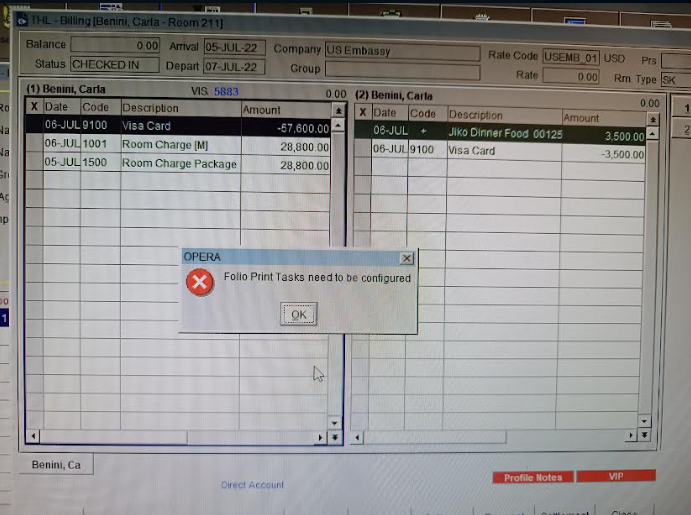 THL - Billing [Benini, Carla - Room 211]
Balance 0.00 Arrival 05-JUL-22 Company US Embassy Rate Code USEMB_01 USD Prs
Status CHECKED IN Depart 07-JUL-22 Group Rate 0.00 Rm. Type SK
(1) Benini, Carla VIS. 5883 0.00
X Date Code Description Amount
06-JUL 9100 Visa Card -57,600.00
06-JUL 1001 Room Charge [M] 28,800.00
05-JUL 1500 Room Charge Package 28,800.00
(2) Benini, Carla 0.00
X Date Code Description Amount
06-JUL + Jiko Dinner Food 00125 3,500.00
06-JUL 9100 Visa Card -3,500.00
1
2
OPERA
Folio Print Tasks need to be configured
OK
Benini, Ca
Direct Account
Profile Notes
VIP